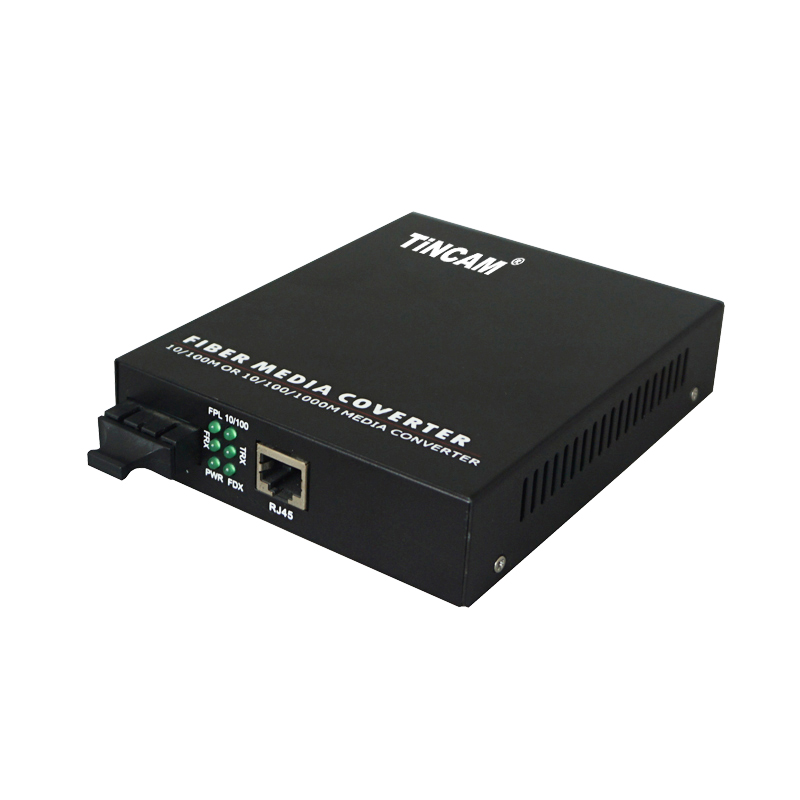 TiNCAM®
FIBER MEDIA COVERTER
10/100M OR 10/100/1000M MEDIA CONVERTER
FPL 10/100
FRX TRX
PWR FDX
RJ45